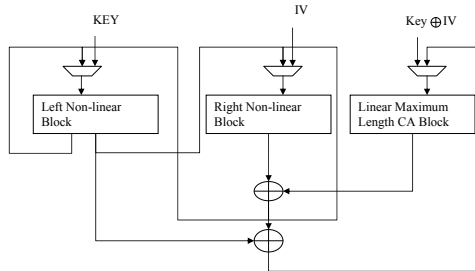 KEY
IV
Key ⊕ IV
Left Non-linear
Block
Right Non-linear
Block
Linear Maximum
Length CA Block